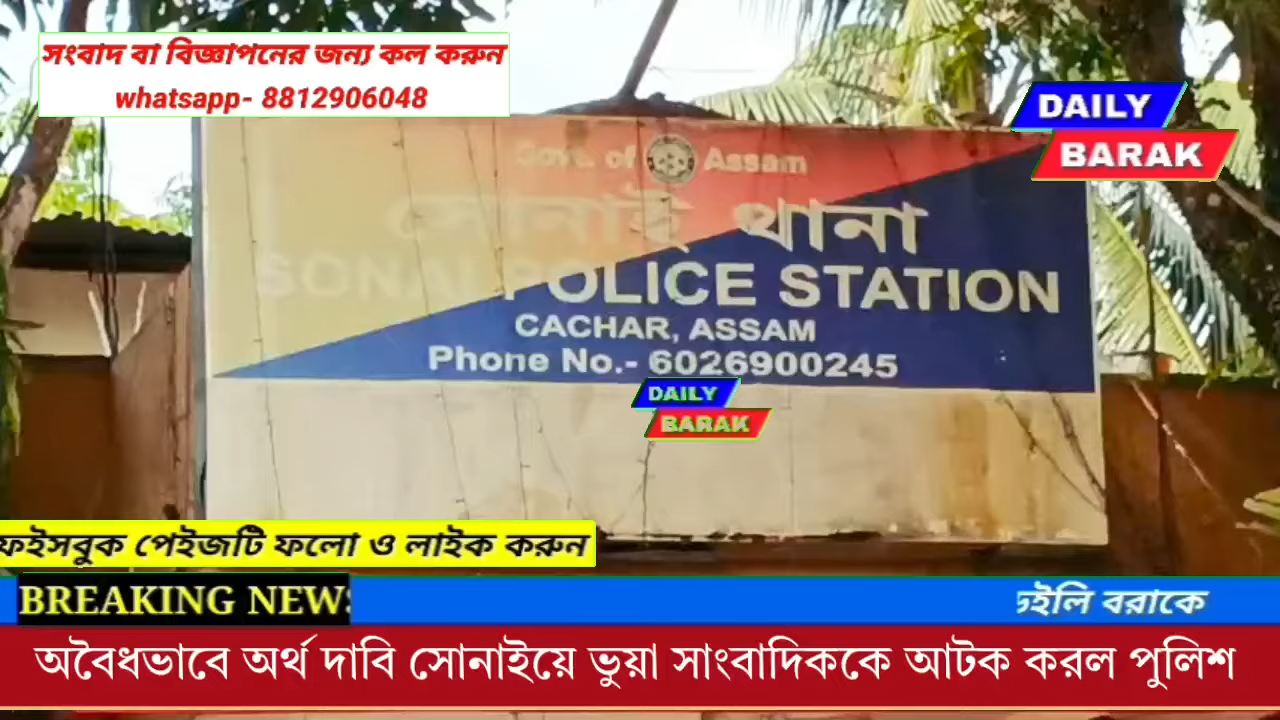 সংবাদ বা বিজ্ঞাপনের জন্য কল করুন
whatsapp- 8812906048
DAILY
BARAK
Govt. of Assam
সোনাই থানা
SONAI POLICE STATION
CACHAR, ASSAM
Phone No.- 6026900245
DAILY
BARAK
ফেইসবুক পেইজটি ফলো ও লাইক করুন
BREAKING NEWS
ডেইলি বরাকে
অবৈধভাবে অর্থ দাবি সোনাইয়ে ভুয়া সাংবাদিককে আটক করল পুলিশ